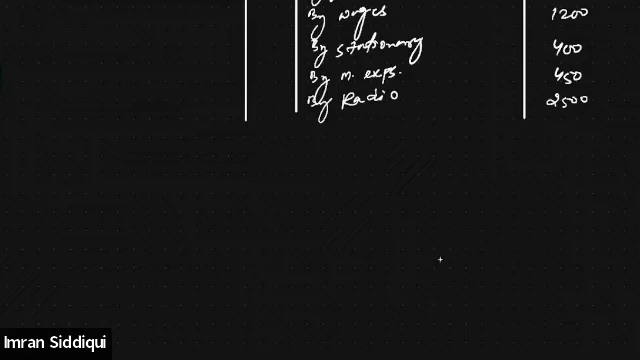 By wages 1200
By stationary 400
By m. exps. 450
By Radio 2500
Imran Siddiqui